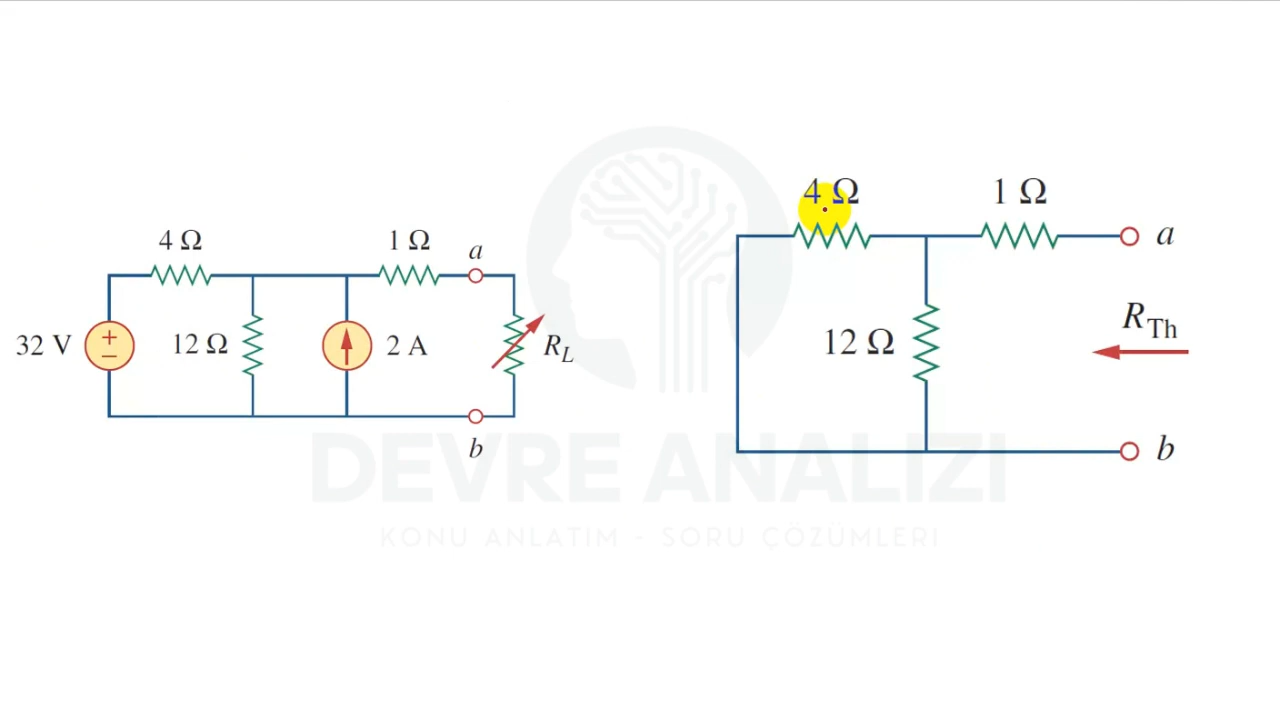 4 Ω
1 Ω
a
32 V
+
−
12 Ω
2 A
R_L
b
4 Ω
1 Ω
a
12 Ω
R_Th
b
DEVRE ANALIZI
KONU ANLATIM - SORU ÇÖZÜMLERI